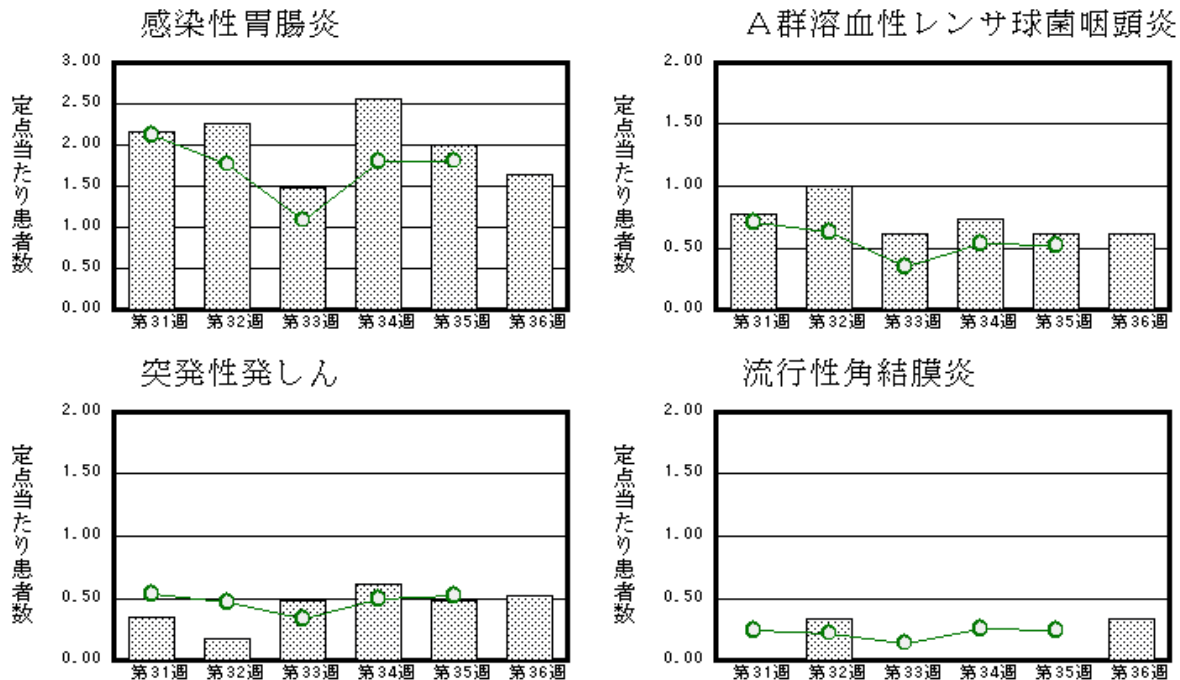 感染性胃腸炎
定点当たり患者数
3.00
2.50
2.00
1.50
1.00
0.50
0.00
第31週 第32週 第33週 第34週 第35週 第36週
A群溶血性レンサ球菌咽頭炎
定点当たり患者数
2.00
1.50
1.00
0.50
0.00
第31週 第32週 第33週 第34週 第35週 第36週
突発性発しん
定点当たり患者数
2.00
1.50
1.00
0.50
0.00
第31週 第32週 第33週 第34週 第35週 第36週
流行性角結膜炎
定点当たり患者数
2.00
1.50
1.00
0.50
0.00
第31週 第32週 第33週 第34週 第35週 第36週